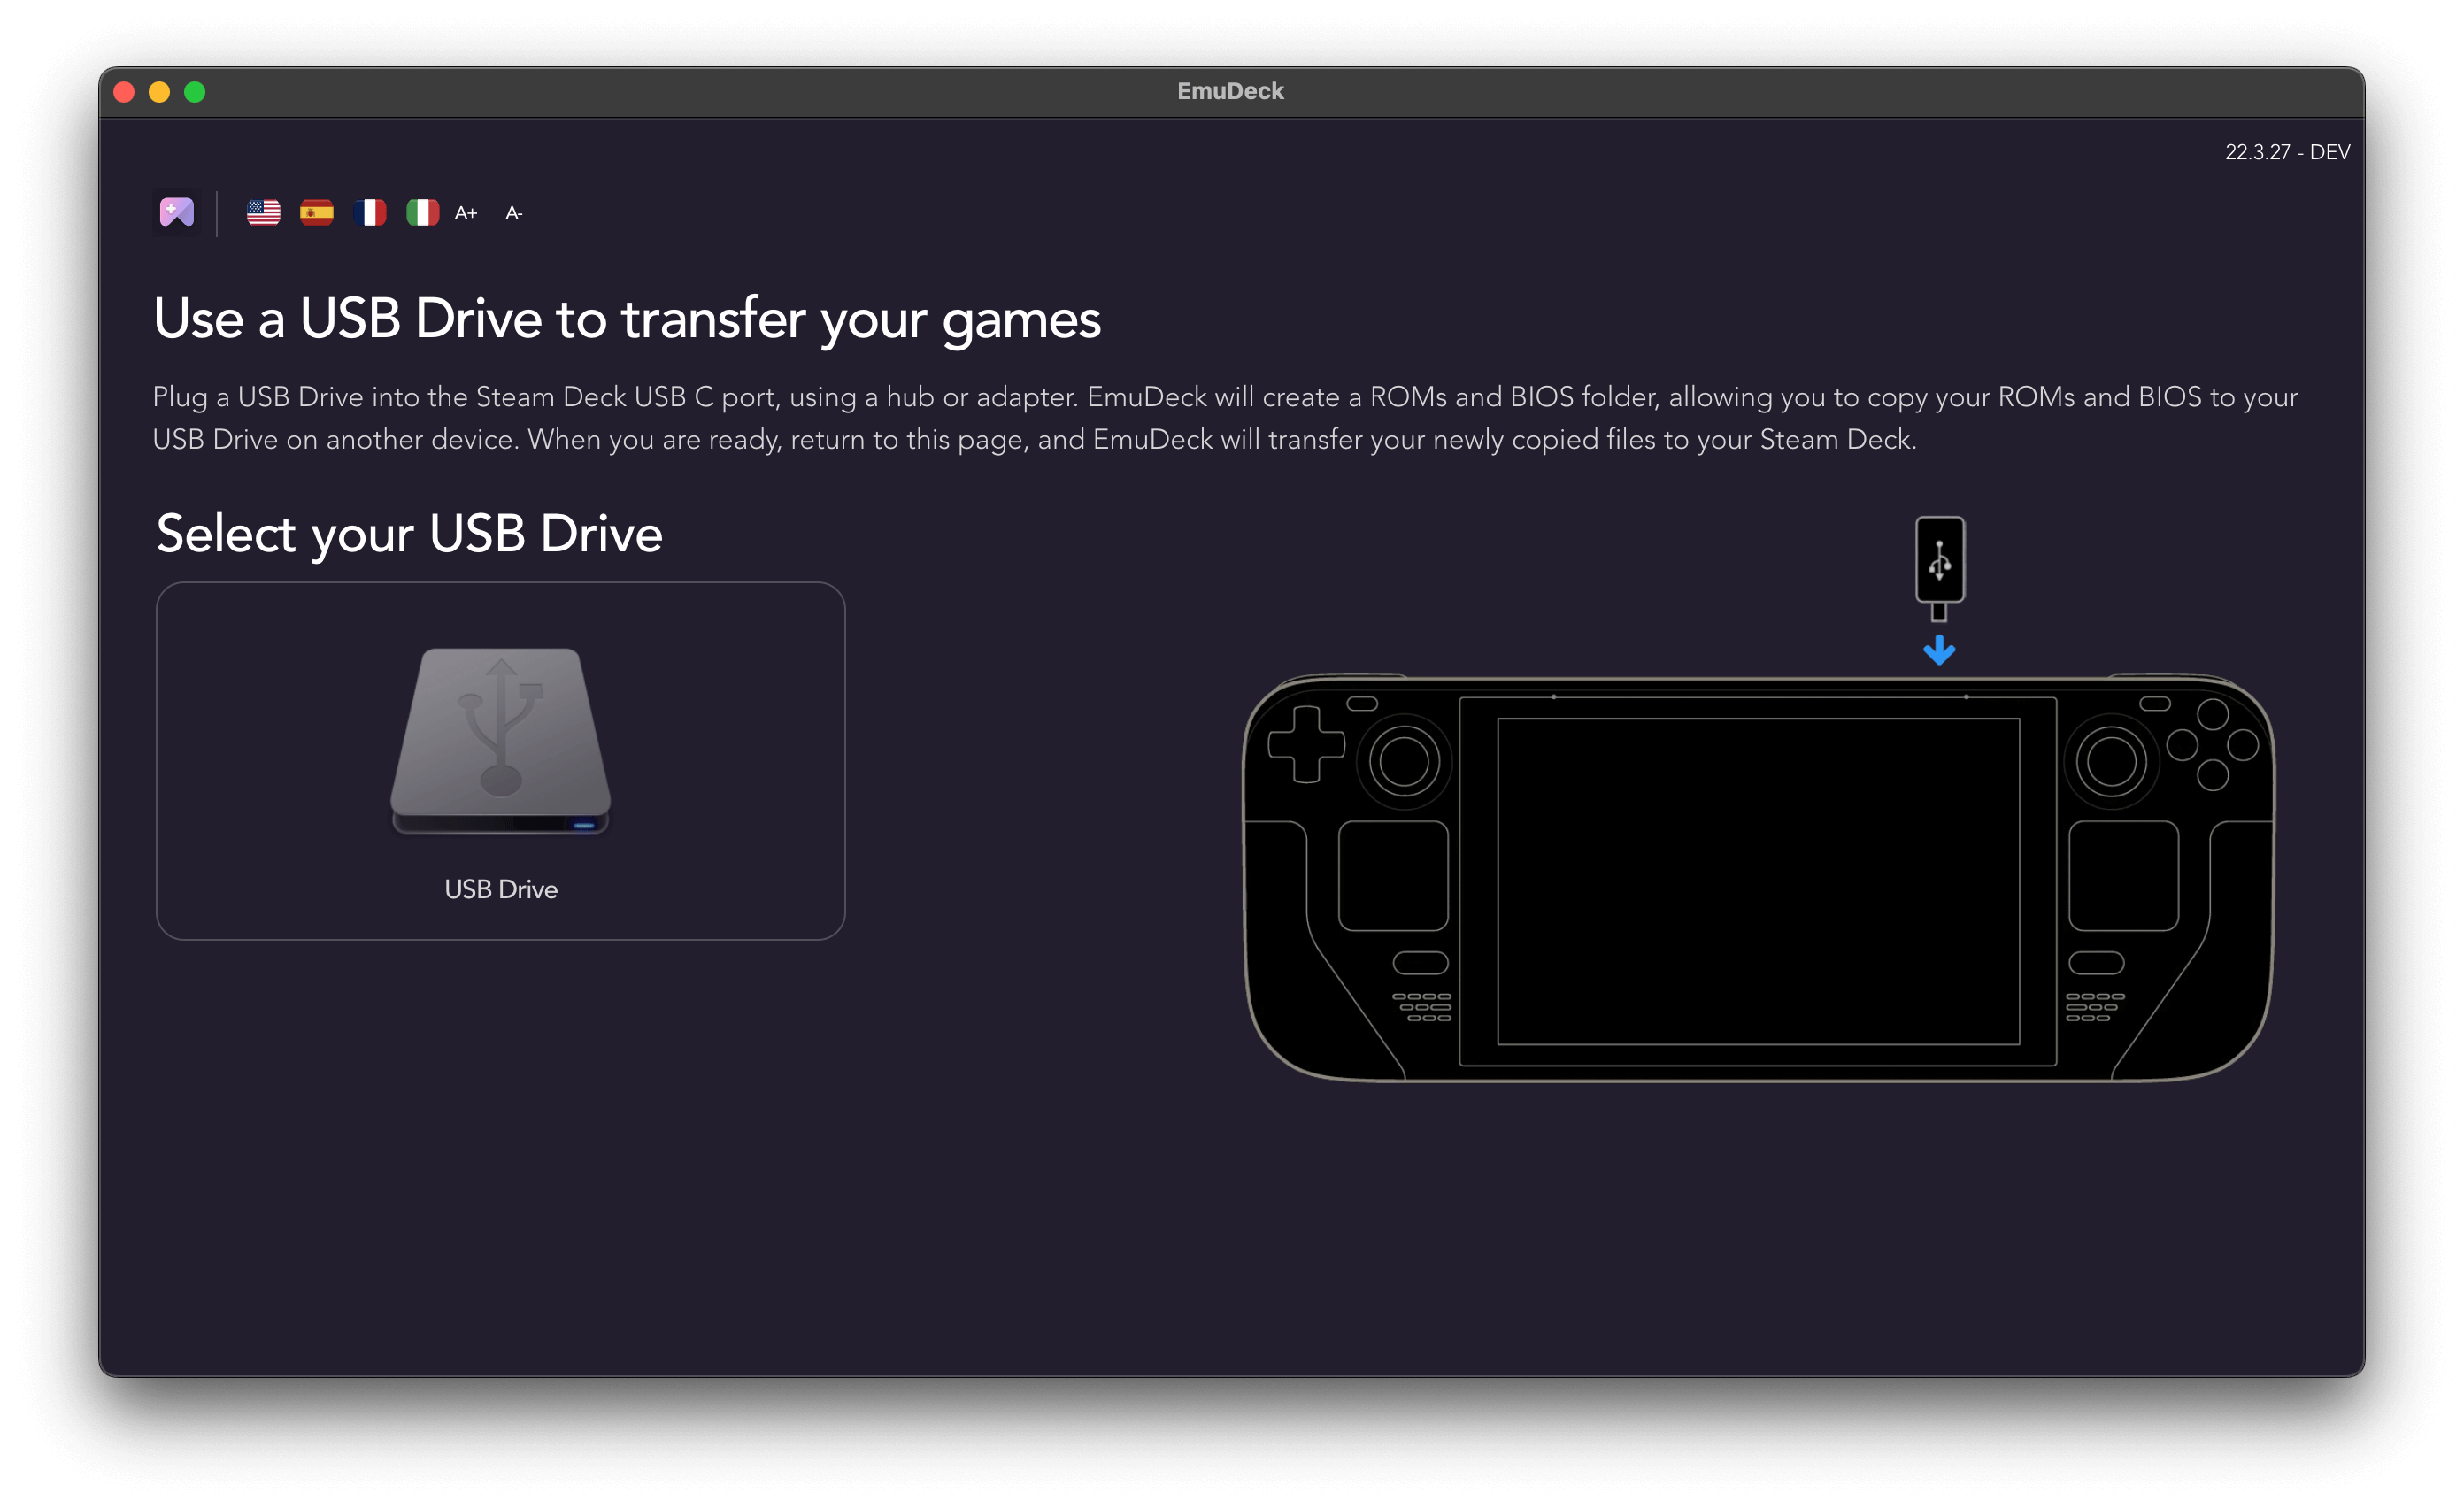 EmuDeck
22.3.27 - DEV
A+ A-
Use a USB Drive to transfer your games
Plug a USB Drive into the Steam Deck USB C port, using a hub or adapter. EmuDeck will create a ROMs and BIOS folder, allowing you to copy your ROMs and BIOS to your
USB Drive on another device. When you are ready, return to this page, and EmuDeck will transfer your newly copied files to your Steam Deck.
Select your USB Drive
USB Drive